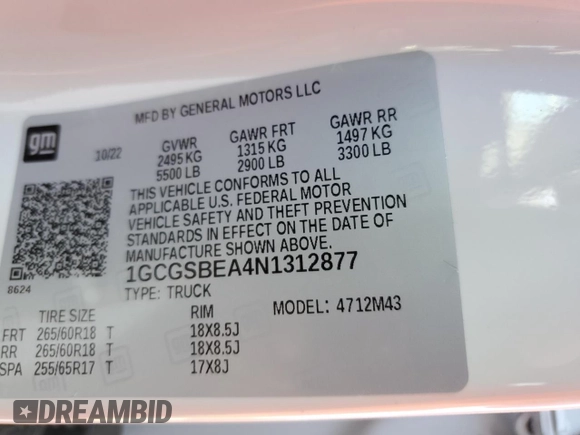 MFD BY GENERAL MOTORS LLC
gm
10/22
GVWR GAWR FRT GAWR RR
2495 KG 1315 KG 1497 KG
5500 LB 2900 LB 3300 LB
THIS VEHICLE CONFORMS TO ALL
APPLICABLE U.S. FEDERAL MOTOR
VEHICLE SAFETY AND THEFT PREVENTION
STANDARDS IN EFFECT ON THE DATE OF
MANUFACTURE SHOWN ABOVE.
8624
1GCGSBEA4N1312877
TYPE: TRUCK MODEL: 4712M43
TIRE SIZE RIM
FRT 265/60R18 T 18X8.5J
RR 265/60R18 T 18X8.5J
SPA 255/65R17 T 17X8J
DREAMBID